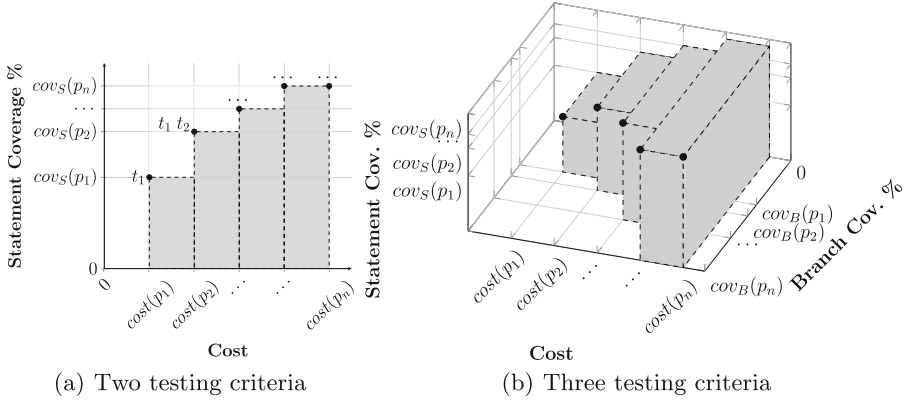 Statement Coverage %
cov_S(p_n)
...
cov_S(p_2)
cov_S(p_1)
0
t_1
t_1 t_2
...
...
...
0
cost(p_1)
cost(p_2)
...
...
cost(p_n)
Cost
(a) Two testing criteria
Statement Cov. %
cov_S(p_n)
...
cov_S(p_2)
cov_S(p_1)
cost(p_1)
cost(p_2)
...
...
cost(p_n)
Cost
0
cov_B(p_1)
cov_B(p_2)
...
cov_B(p_n)
Branch Cov. %
(b) Three testing criteria